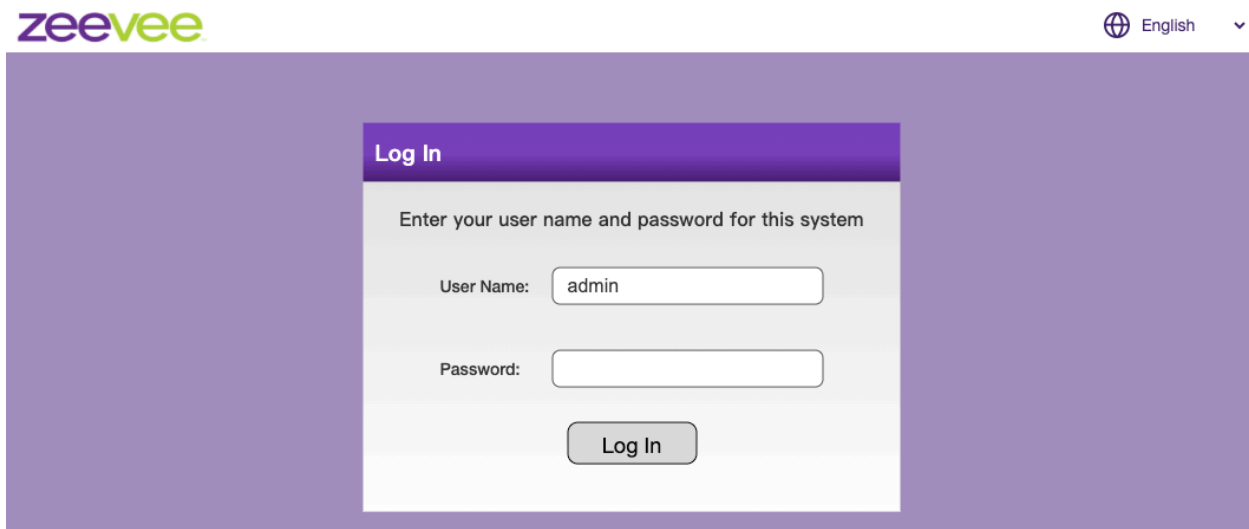 zeevee
English
Log In
Enter your user name and password for this system
User Name: admin
Password:
Log In